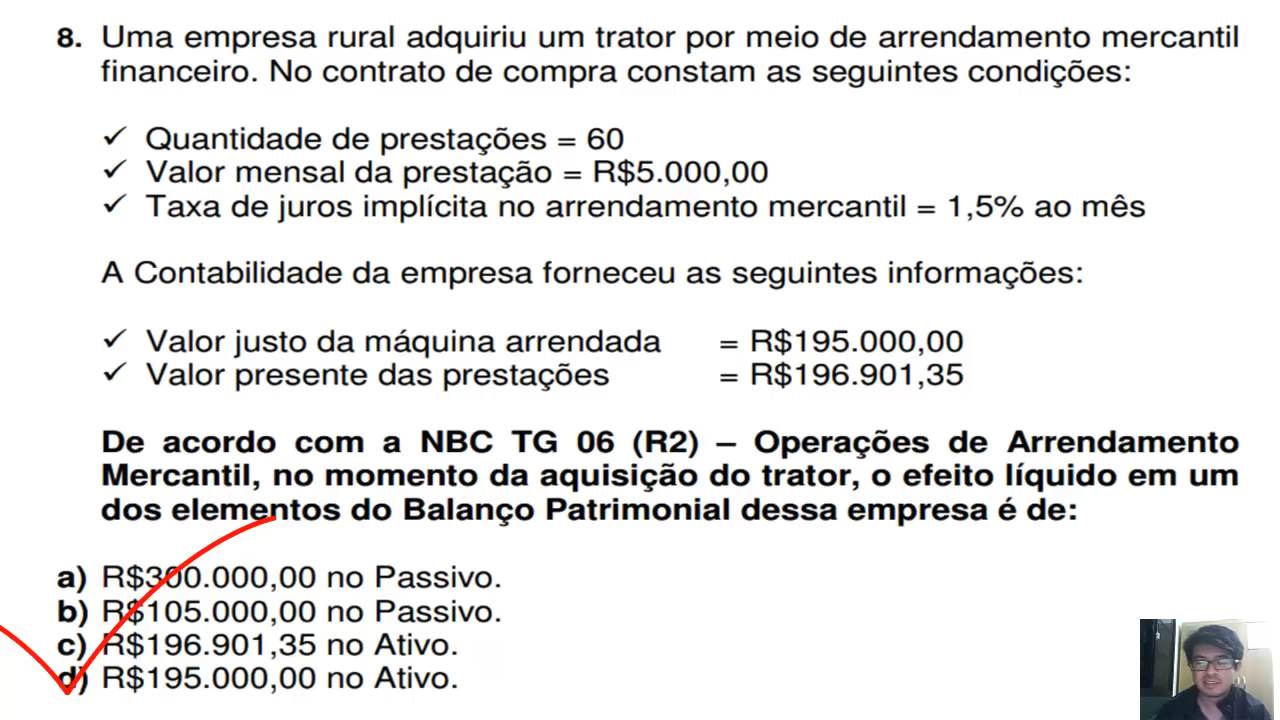 8. Uma empresa rural adquiriu um trator por meio de arrendamento mercantil
financeiro. No contrato de compra constam as seguintes condições:
✓ Quantidade de prestações = 60
✓ Valor mensal da prestação = R$5.000,00
✓ Taxa de juros implícita no arrendamento mercantil = 1,5% ao mês
A Contabilidade da empresa forneceu as seguintes informações:
✓ Valor justo da máquina arrendada = R$195.000,00
✓ Valor presente das prestações = R$196.901,35
De acordo com a NBC TG 06 (R2) – Operações de Arrendamento
Mercantil, no momento da aquisição do trator, o efeito líquido em um
dos elementos do Balanço Patrimonial dessa empresa é de:
a) R$300.000,00 no Passivo.
b) R$105.000,00 no Passivo.
c) R$196.901,35 no Ativo.
d) R$195.000,00 no Ativo.